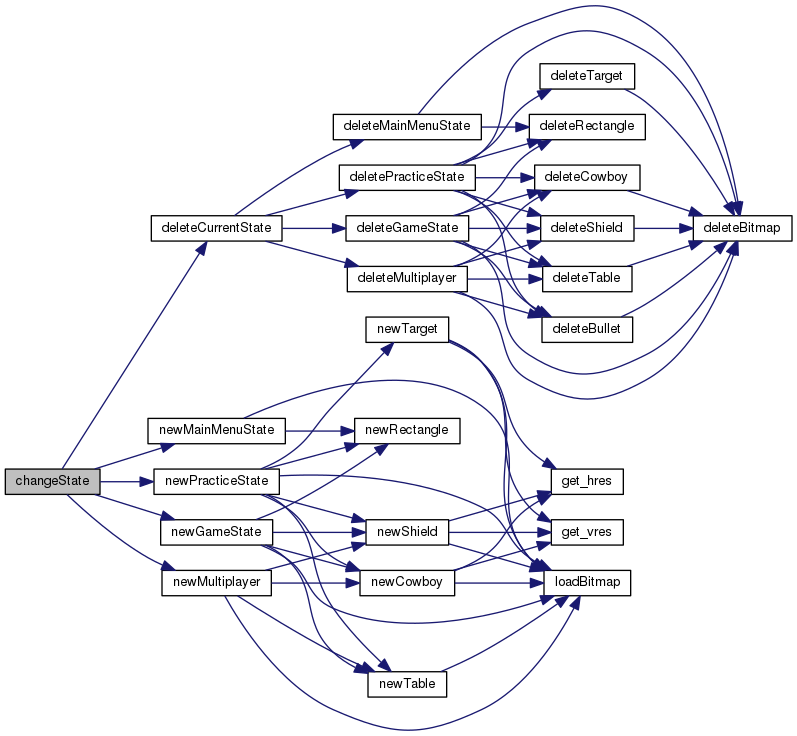 deleteTarget
deleteMainMenuState
deleteRectangle
deletePracticeState
deleteCowboy
deleteCurrentState
deleteGameState
deleteShield
deleteBitmap
deleteMultiplayer
deleteTable
newTarget
deleteBullet
newMainMenuState
newRectangle
changeState
newPracticeState
get_hres
newGameState
newShield
get_vres
newMultiplayer
newCowboy
loadBitmap
newTable